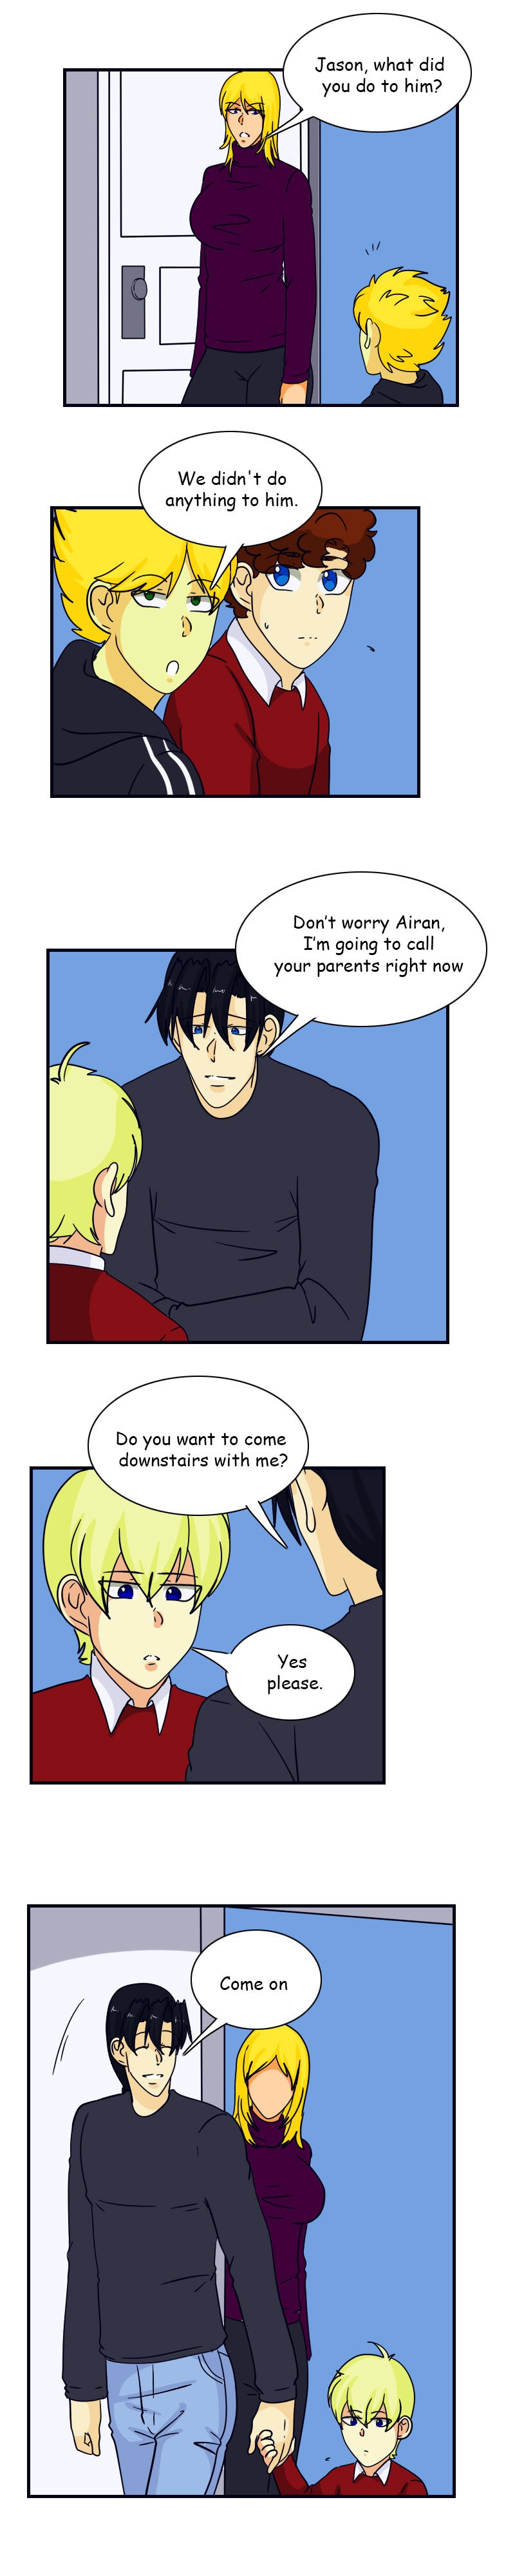 Jason, what did
you do to him?
We didn't do
anything to him.
Don't worry Airan,
I'm going to call
your parents right now
Do you want to come
downstairs with me?
Yes
please.
Come on